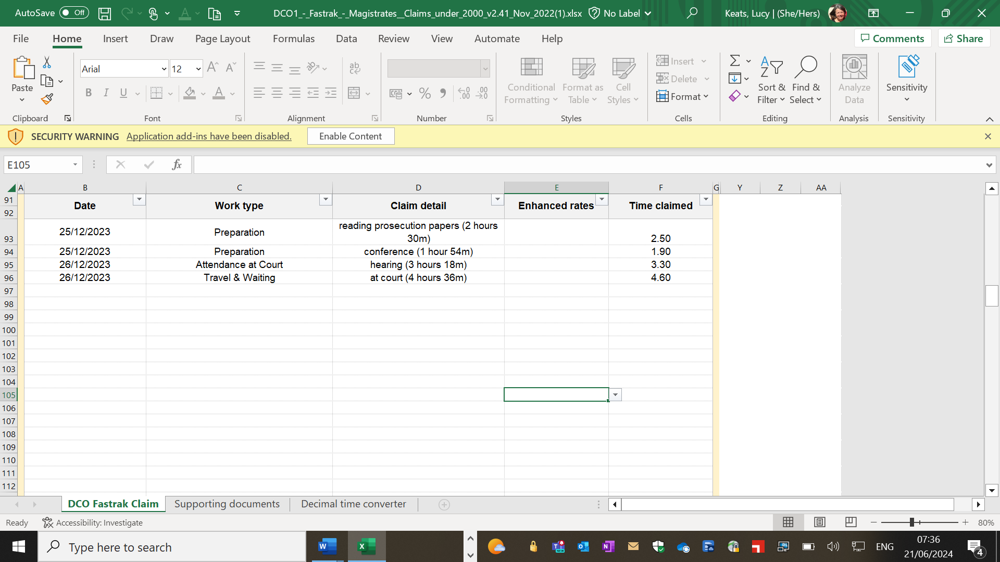 AutoSave Off DCO1_-_Fastrak_-_Magistrates__Claims_under_2000_v2.41_Nov_2022(1).xlsx No Label Keats, Lucy | (She/Hers)
File Home Insert Draw Page Layout Formulas Data Review View Automate Help Comments Share
Paste
Arial 12
B I U
ab
Conditional Formatting
Format as Table
Cell Styles
Insert
Delete
Format
Sort & Filter
Find & Select
Analyze Data
Sensitivity
Clipboard Font Alignment Number Styles Cells Editing Analysis Sensitivity
SECURITY WARNING Application add-ins have been disabled. Enable Content
E105 fx
A B C D E F G Y Z AA
91
92 Date Work type Claim detail Enhanced rates Time claimed
93 25/12/2023 Preparation reading prosecution papers (2 hours
30m) 2.50
94 25/12/2023 Preparation conference (1 hour 54m) 1.90
95 26/12/2023 Attendance at Court hearing (3 hours 18m) 3.30
96 26/12/2023 Travel & Waiting at court (4 hours 36m) 4.60
97
98
99
100
101
102
103
104
105
106
107
108
109
110
111
112
DCO Fastrak Claim Supporting documents Decimal time converter
Ready Accessibility: Investigate 80%
Type here to search ENG 07:36
21/06/2024 4